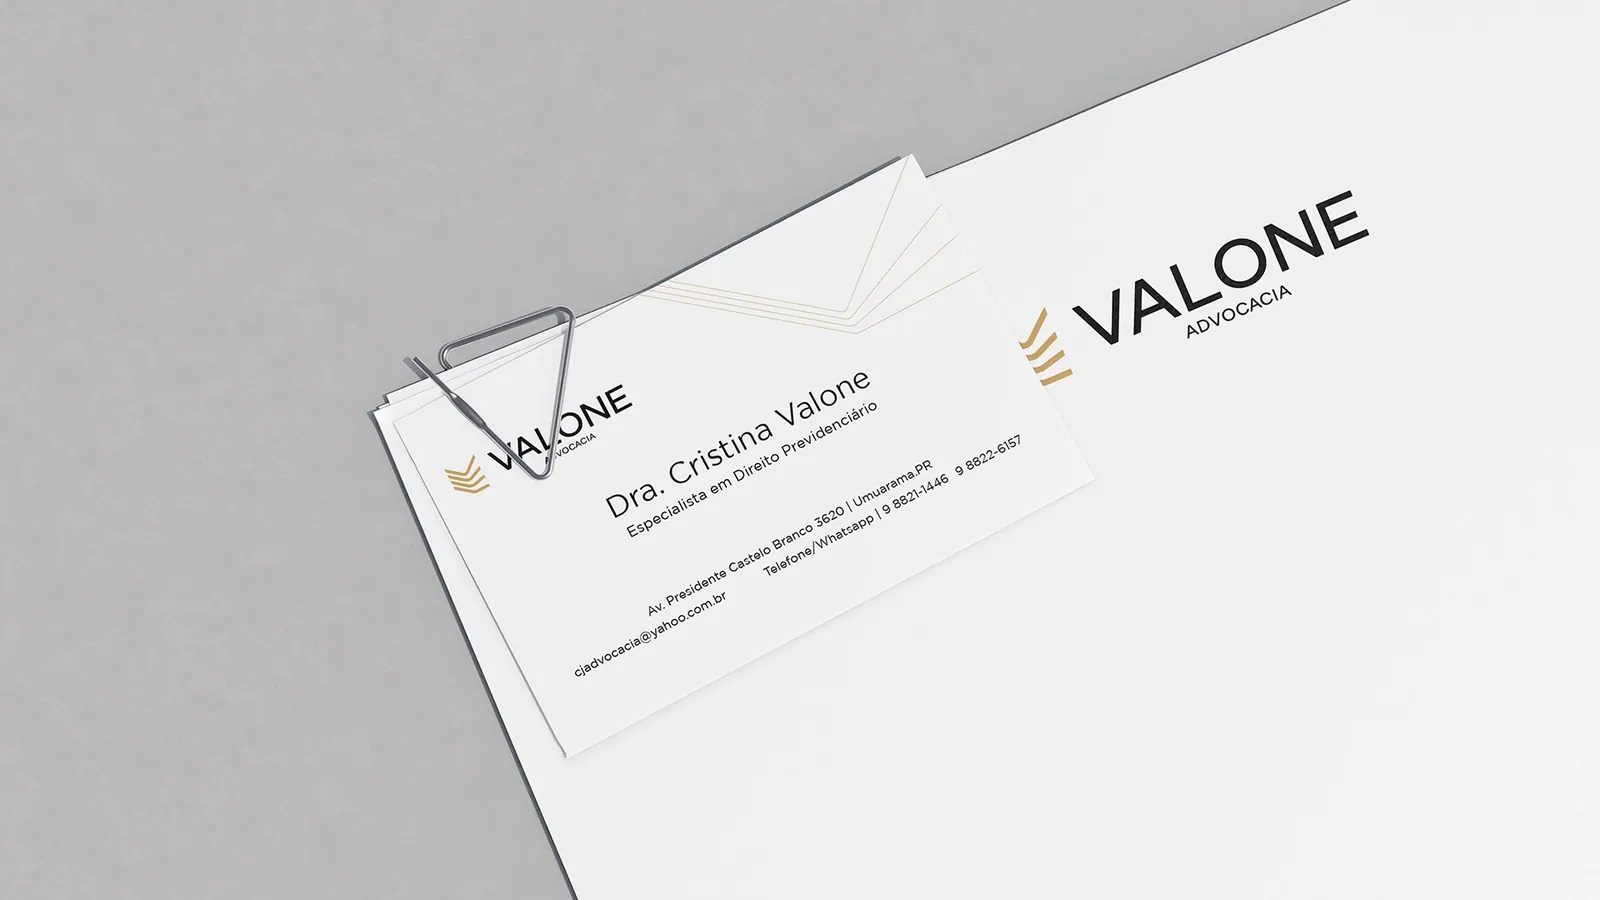 VALONE
ADVOCACIA
Dra. Cristina Valone
Especialista em Direito Previdenciário
Av. Presidente Castelo Branco 3620 | Umuarama.PR
cjadvocacia@yahoo.com.br Telefone/Whatsapp | 9 8821-1446 9 8822-6157
VALONE
ADVOCACIA